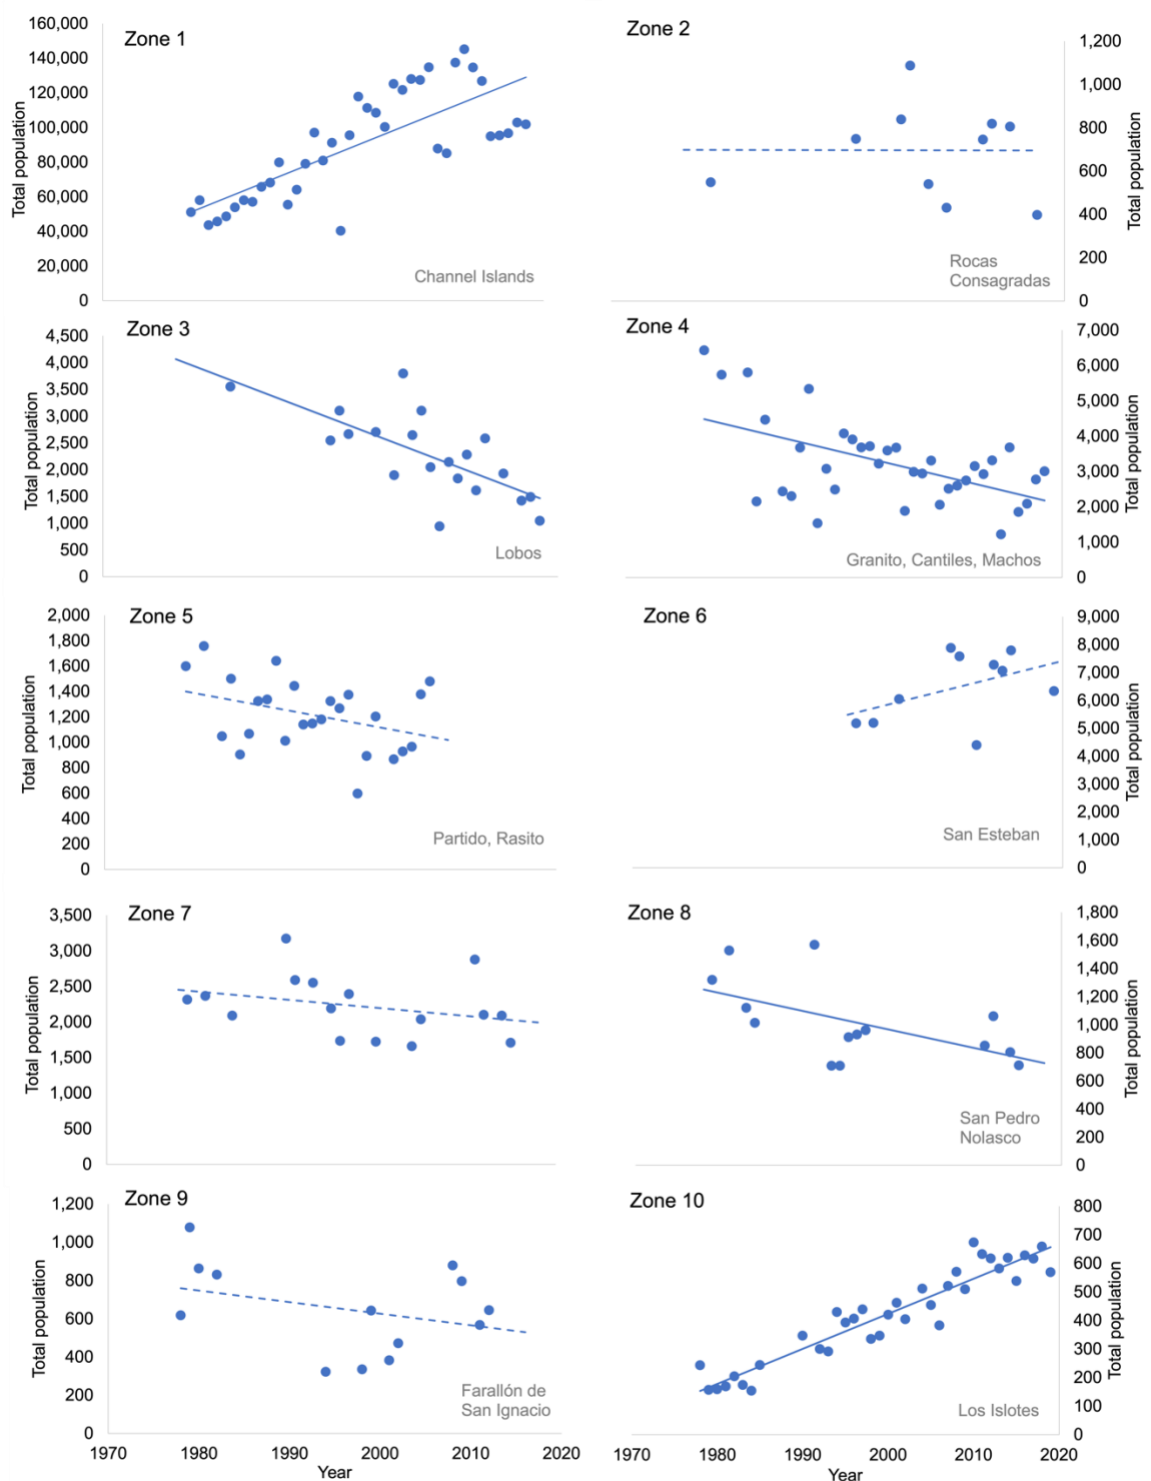 Zone 1
160,000
140,000
120,000
100,000
80,000
60,000
40,000
20,000
0
Total population
Channel Islands
Zone 2
1,200
1,000
800
600
400
200
0
Total population
Rocas
Consagradas
Zone 3
4,500
4,000
3,500
3,000
2,500
2,000
1,500
1,000
500
0
Total population
Lobos
Zone 4
7,000
6,000
5,000
4,000
3,000
2,000
1,000
0
Total population
Granito, Cantiles, Machos
Zone 5
2,000
1,800
1,600
1,400
1,200
1,000
800
600
400
200
0
Total population
Partido, Rasito
Zone 6
9,000
8,000
7,000
6,000
5,000
4,000
3,000
2,000
1,000
0
Total population
San Esteban
Zone 7
3,500
3,000
2,500
2,000
1,500
1,000
500
0
Total population
Zone 8
1,800
1,600
1,400
1,200
1,000
800
600
400
200
0
Total population
San Pedro
Nolasco
Zone 9
1,200
1,000
800
600
400
200
0
Total population
Farallón de
San Ignacio
1970 1980 1990 2000 2010 2020
Year
Zone 10
800
700
600
500
400
300
200
100
0
Total population
Los Islotes
1970 1980 1990 2000 2010 2020
Year